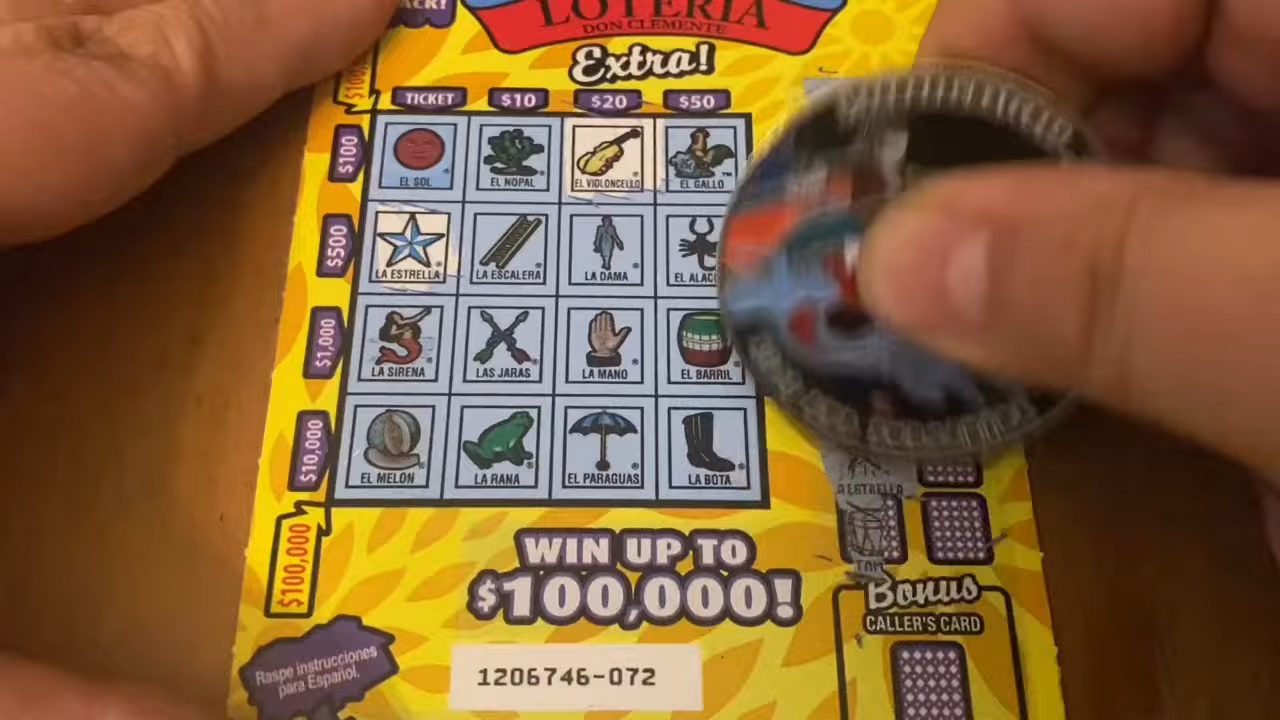 LOTERIA
DON CLEMENTE
Extra!
TICKET $10 $20 $50
$100
EL SOL EL NOPAL EL VIOLONCELLO EL GALLO
$500
LA ESTRELLA LA ESCALERA LA DAMA
$1,000
LA SIRENA LAS JARAS LA MANO EL BARRIL
$10,000
EL MELON LA RANA EL PARAGUAS LA BOTA
$100,000
WIN UP TO
$100,000!
Bonus
CALLER'S CARD
Raspe instrucciones
para Español.
1206746-072